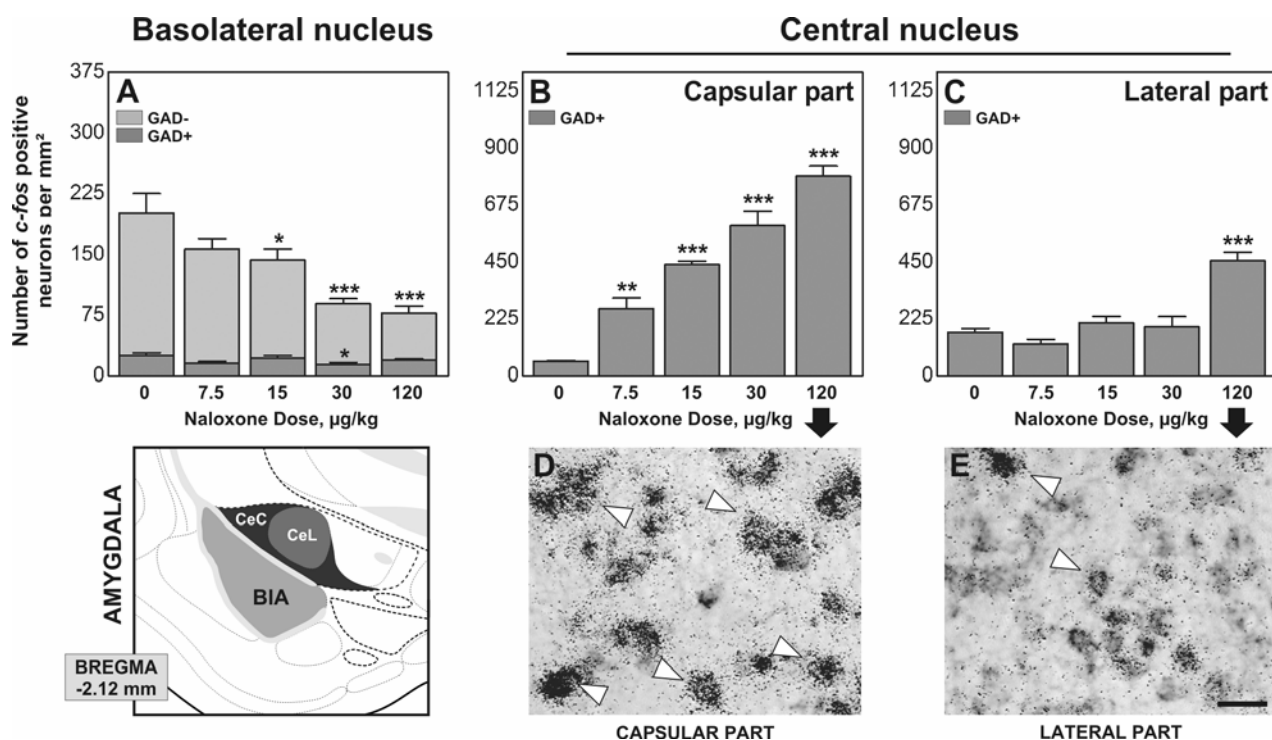 Basolateral nucleus
Central nucleus
Number of c-fos positive
neurons per mm²
375
300
225
150
75
0
A
GAD-
GAD+
*
***
***
*
0 7.5 15 30 120
Naloxone Dose, µg/kg
1125
900
675
450
225
0
B
Capsular part
GAD+
**
***
***
***
0 7.5 15 30 120
Naloxone Dose, µg/kg
1125
900
675
450
225
0
C
Lateral part
GAD+
***
0 7.5 15 30 120
Naloxone Dose, µg/kg
AMYGDALA
CeC
CeL
BIA
BREGMA
-2.12 mm
D
CAPSULAR PART
E
LATERAL PART